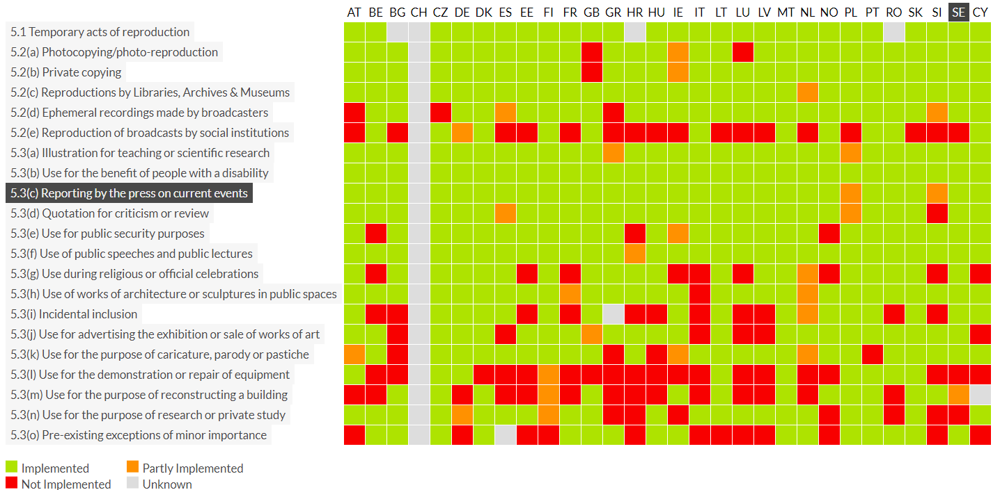 AT BE BG CH CZ DE DK ES EE FI FR GB GR HR HU IE IT LT LU LV MT NL NO PL PT RO SK SI SE CY
5.1 Temporary acts of reproduction
5.2(a) Photocopying/photo-reproduction
5.2(b) Private copying
5.2(c) Reproductions by Libraries, Archives & Museums
5.2(d) Ephemeral recordings made by broadcasters
5.2(e) Reproduction of broadcasts by social institutions
5.3(a) Illustration for teaching or scientific research
5.3(b) Use for the benefit of people with a disability
5.3(c) Reporting by the press on current events
5.3(d) Quotation for criticism or review
5.3(e) Use for public security purposes
5.3(f) Use of public speeches and public lectures
5.3(g) Use during religious or official celebrations
5.3(h) Use of works of architecture or sculptures in public spaces
5.3(i) Incidental inclusion
5.3(j) Use for advertising the exhibition or sale of works of art
5.3(k) Use for the purpose of caricature, parody or pastiche
5.3(l) Use for the demonstration or repair of equipment
5.3(m) Use for the purpose of reconstructing a building
5.3(n) Use for the purpose of research or private study
5.3(o) Pre-existing exceptions of minor importance
Implemented Partly Implemented
Not Implemented Unknown